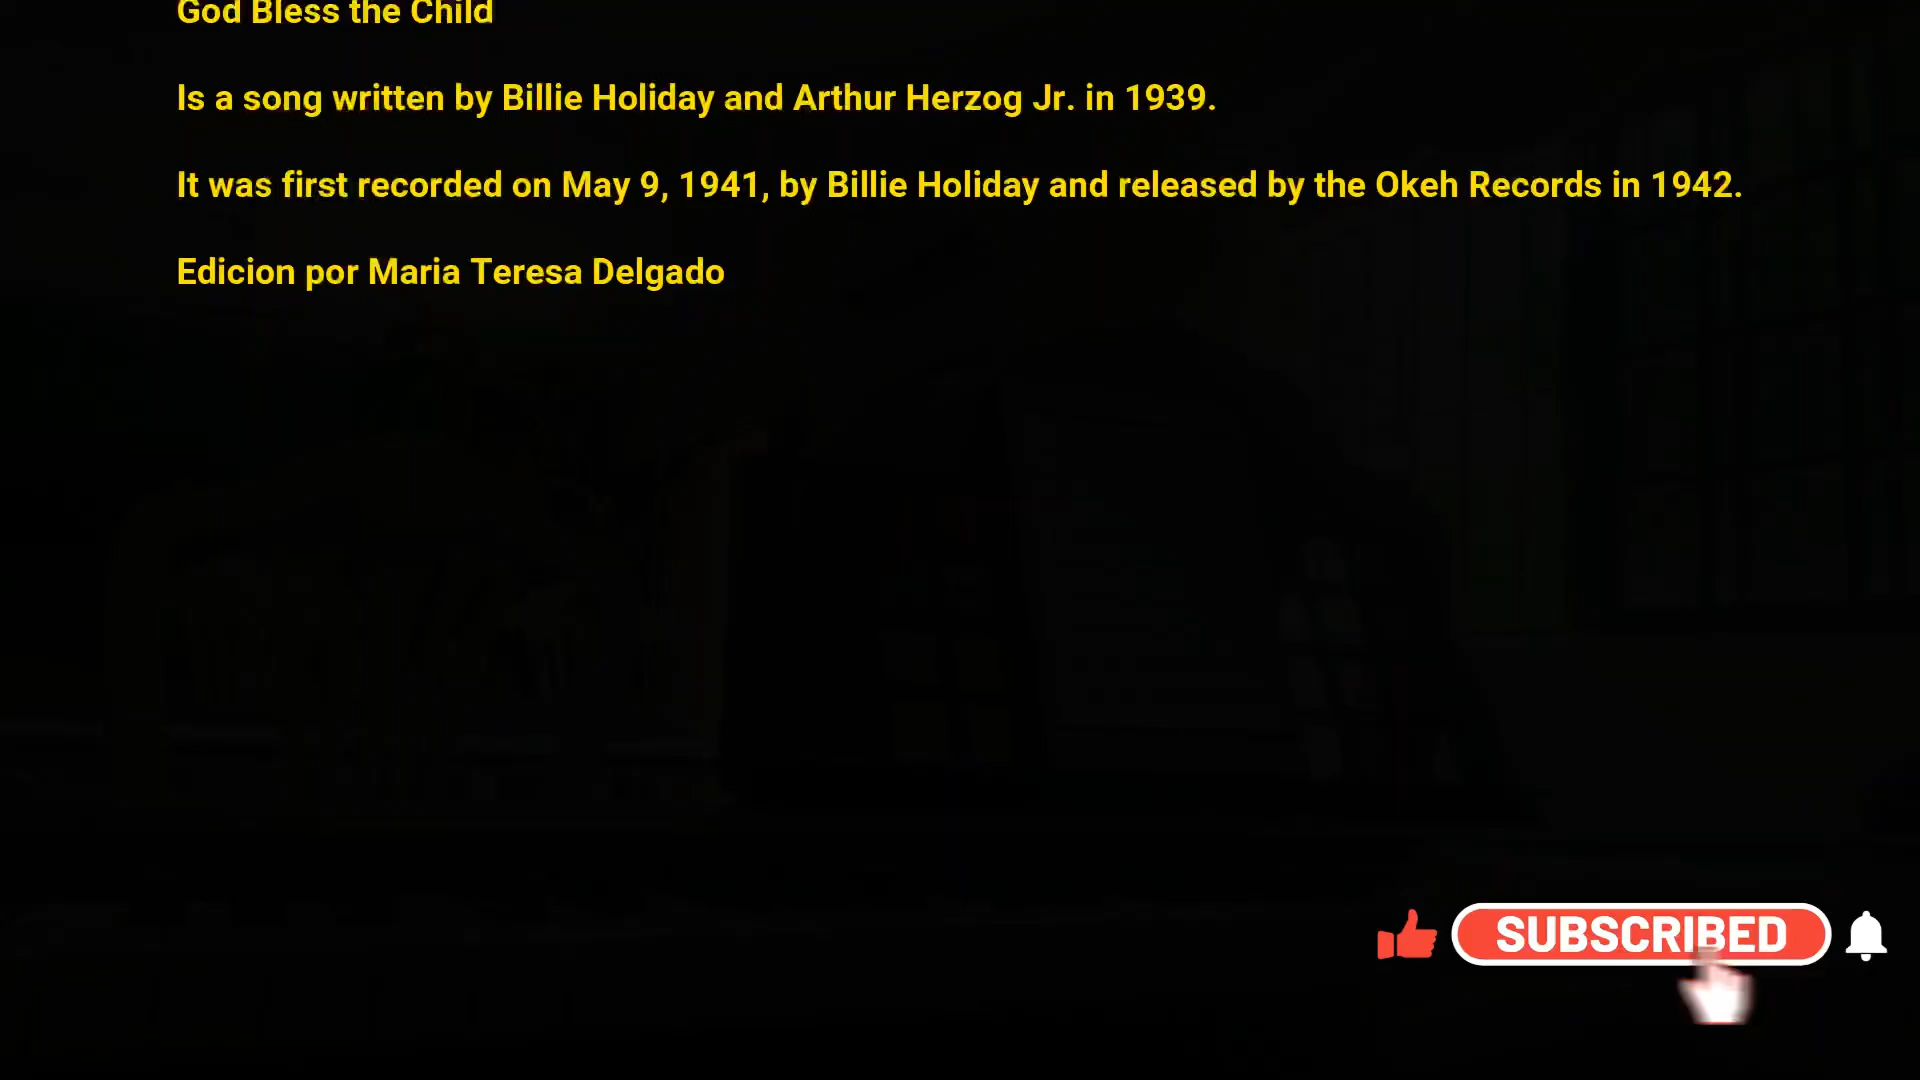 God Bless the Child
Is a song written by Billie Holiday and Arthur Herzog Jr. in 1939.
It was first recorded on May 9, 1941, by Billie Holiday and released by the Okeh Records in 1942.
Edicion por Maria Teresa Delgado
SUBSCRIBED